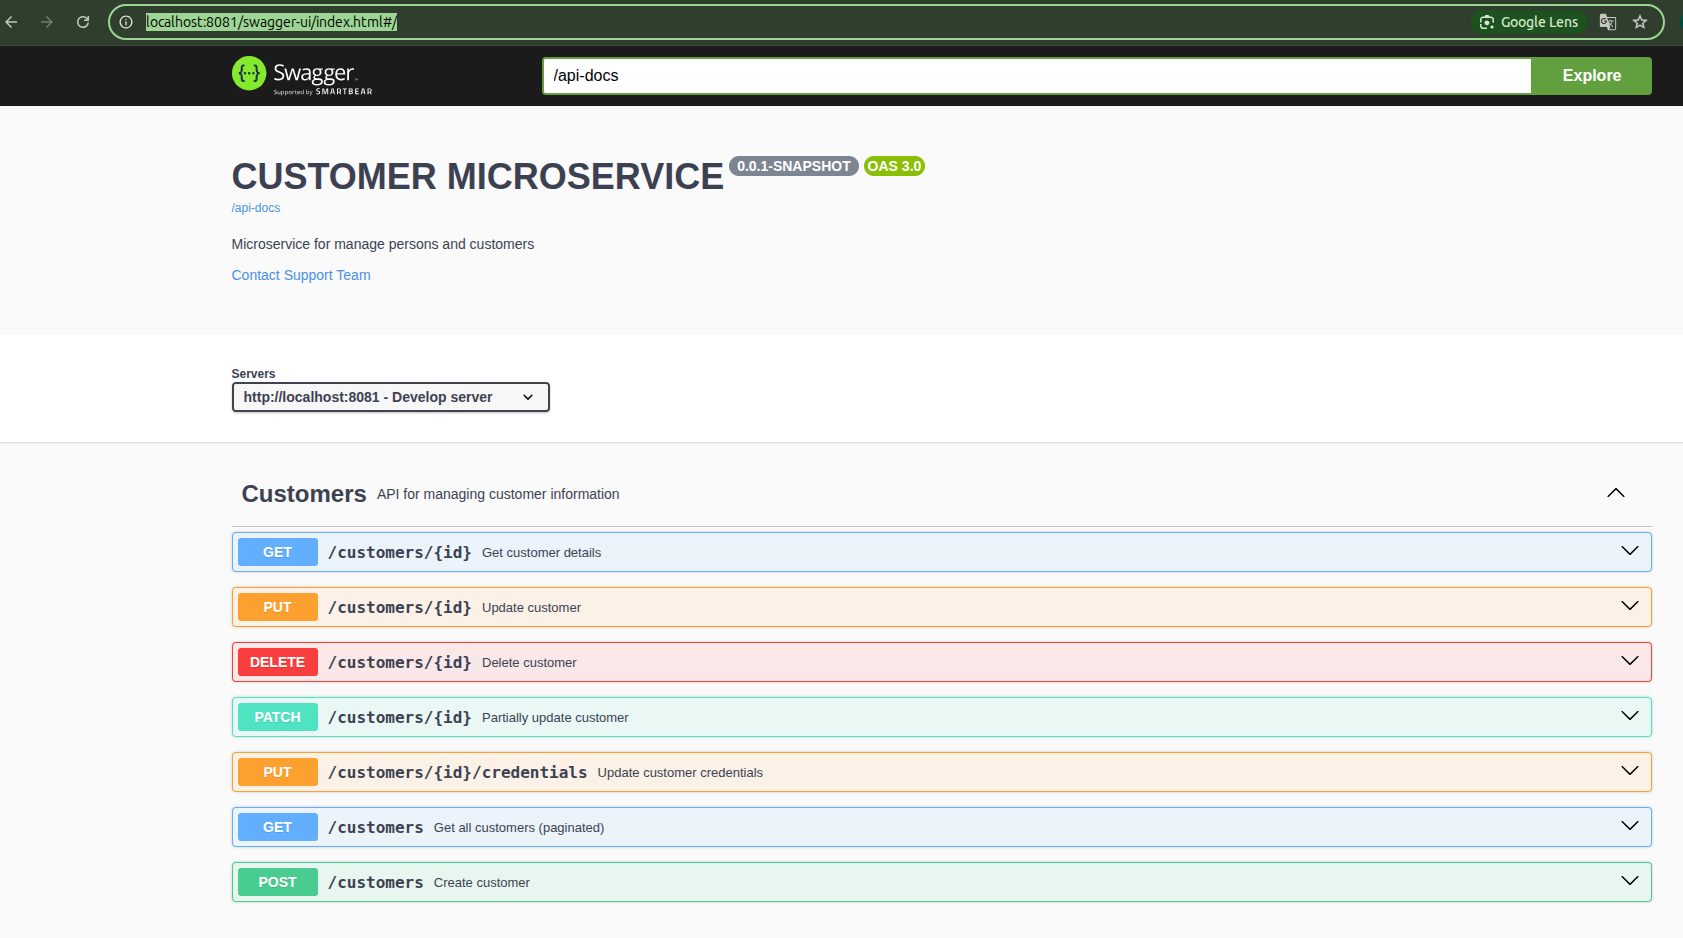 localhost:8081/swagger-ui/index.html#/
Google Lens
Swagger
Supported by SMARTBEAR
/api-docs
Explore
CUSTOMER MICROSERVICE 0.0.1-SNAPSHOT OAS 3.0
/api-docs
Microservice for manage persons and customers
Contact Support Team
Servers
http://localhost:8081 - Develop server
Customers API for managing customer information
GET /customers/{id} Get customer details
PUT /customers/{id} Update customer
DELETE /customers/{id} Delete customer
PATCH /customers/{id} Partially update customer
PUT /customers/{id}/credentials Update customer credentials
GET /customers Get all customers (paginated)
POST /customers Create customer